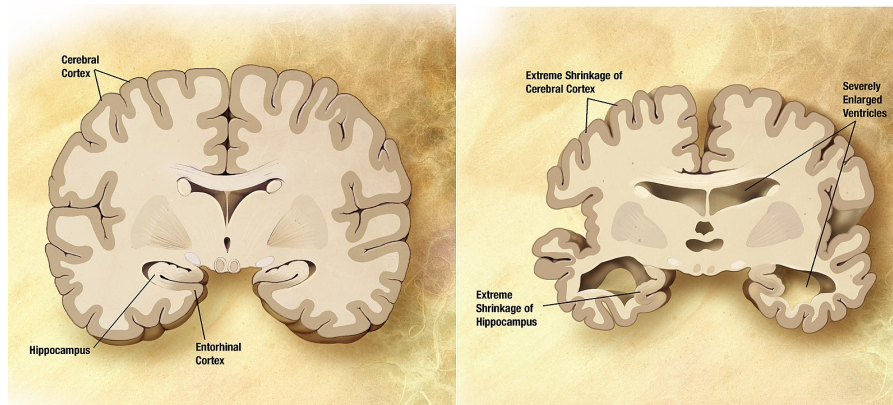 Cerebral
Cortex
Hippocampus
Entorhinal
Cortex
Extreme Shrinkage of
Cerebral Cortex
Severely
Enlarged
Ventricles
Extreme
Shrinkage of
Hippocampus